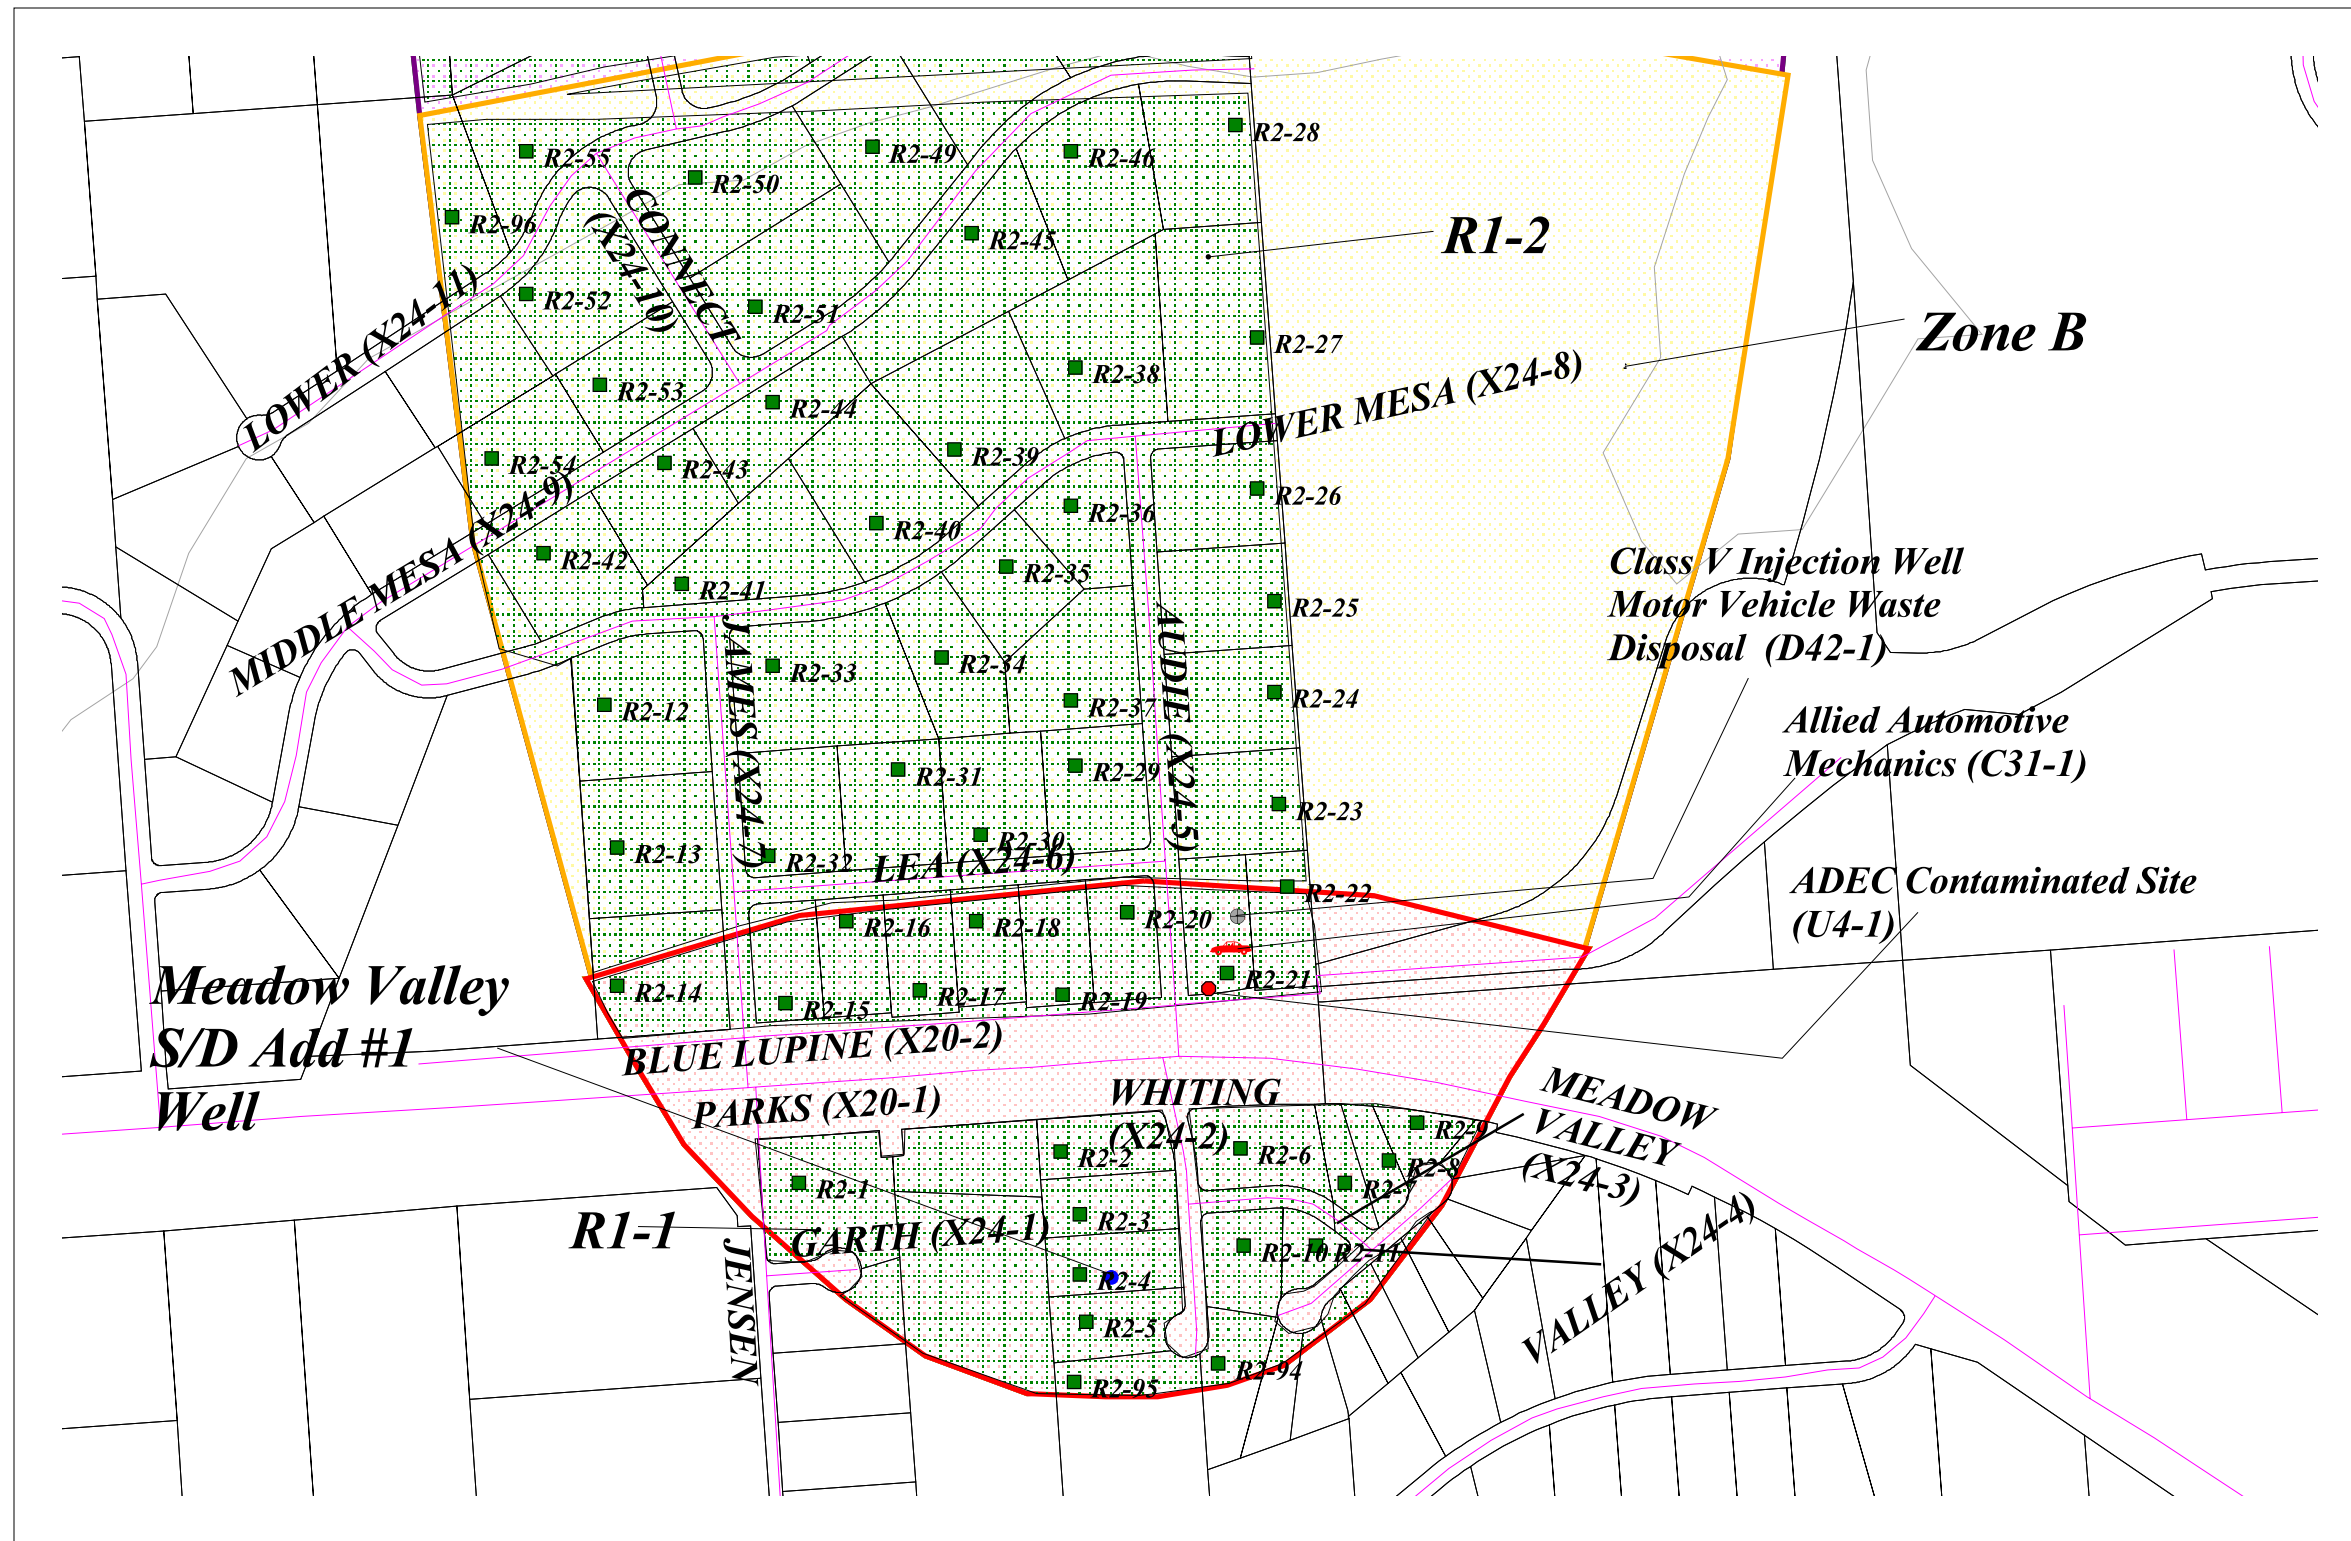 R2-28
R2-55
R2-49
R2-46
R2-50
R2-96
CONNECT
(X24-10)
R2-45
R1-2
LOWER (X24-11)
R2-52
R2-51
Zone B
R2-27
R2-38
LOWER MESA (X24-8)
R2-53
R2-44
R2-54
R2-43
R2-39
R2-26
MIDDLE MESA (X24-9)
R2-36
R2-40
R2-42
R2-35
R2-41
R2-25
Class V Injection Well
Motor Vehicle Waste
Disposal (D42-1)
JAMES (X24-7)
AUDIE (X24-5)
R2-33
R2-34
R2-24
R2-12
R2-37
Allied Automotive
Mechanics (C31-1)
R2-31
R2-29
R2-23
R2-13
R2-32
R2-30
LEA (X24-6)
R2-22
ADEC Contaminated Site
(U4-1)
R2-16
R2-18
R2-20
R2-21
R2-14
R2-15
R2-17
R2-19
Meadow Valley
S/D Add #1
Well
BLUE LUPINE (X20-2)
PARKS (X20-1)
WHITING
(X24-2)
MEADOW
VALLEY
(X24-3)
R2-9
R2-2
R2-6
R2-8
R2-1
R2-7
R2-3
R1-1
GARTH (X24-1)
R2-10
R2-11
VALLEY (X24-4)
R2-4
JENSEN
R2-5
R2-94
R2-95